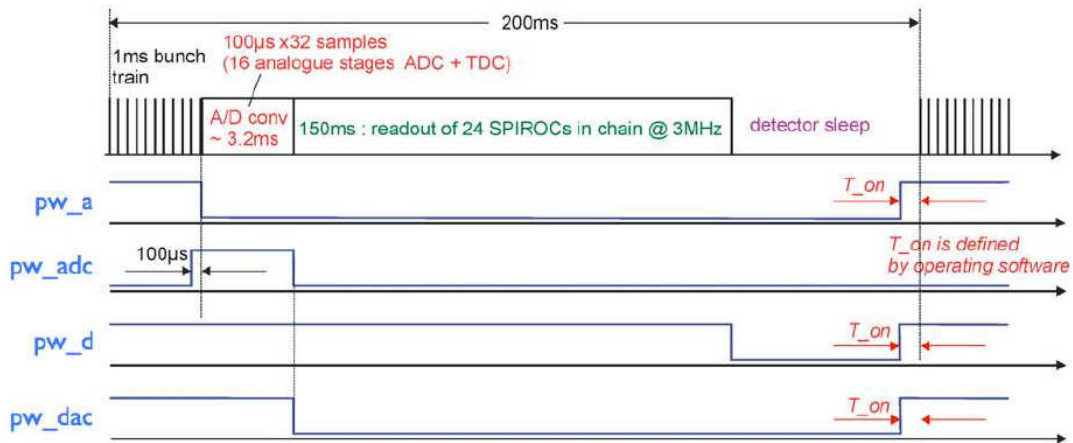 200ms
100µs x32 samples
(16 analogue stages ADC + TDC)
1ms bunch
train
A/D conv
~ 3.2ms
150ms : readout of 24 SPIROCs in chain @ 3MHz
detector sleep
pw_a
T_on
pw_adc
100µs
T_on is defined
by operating software
pw_d
T_on
pw_dac
T_on